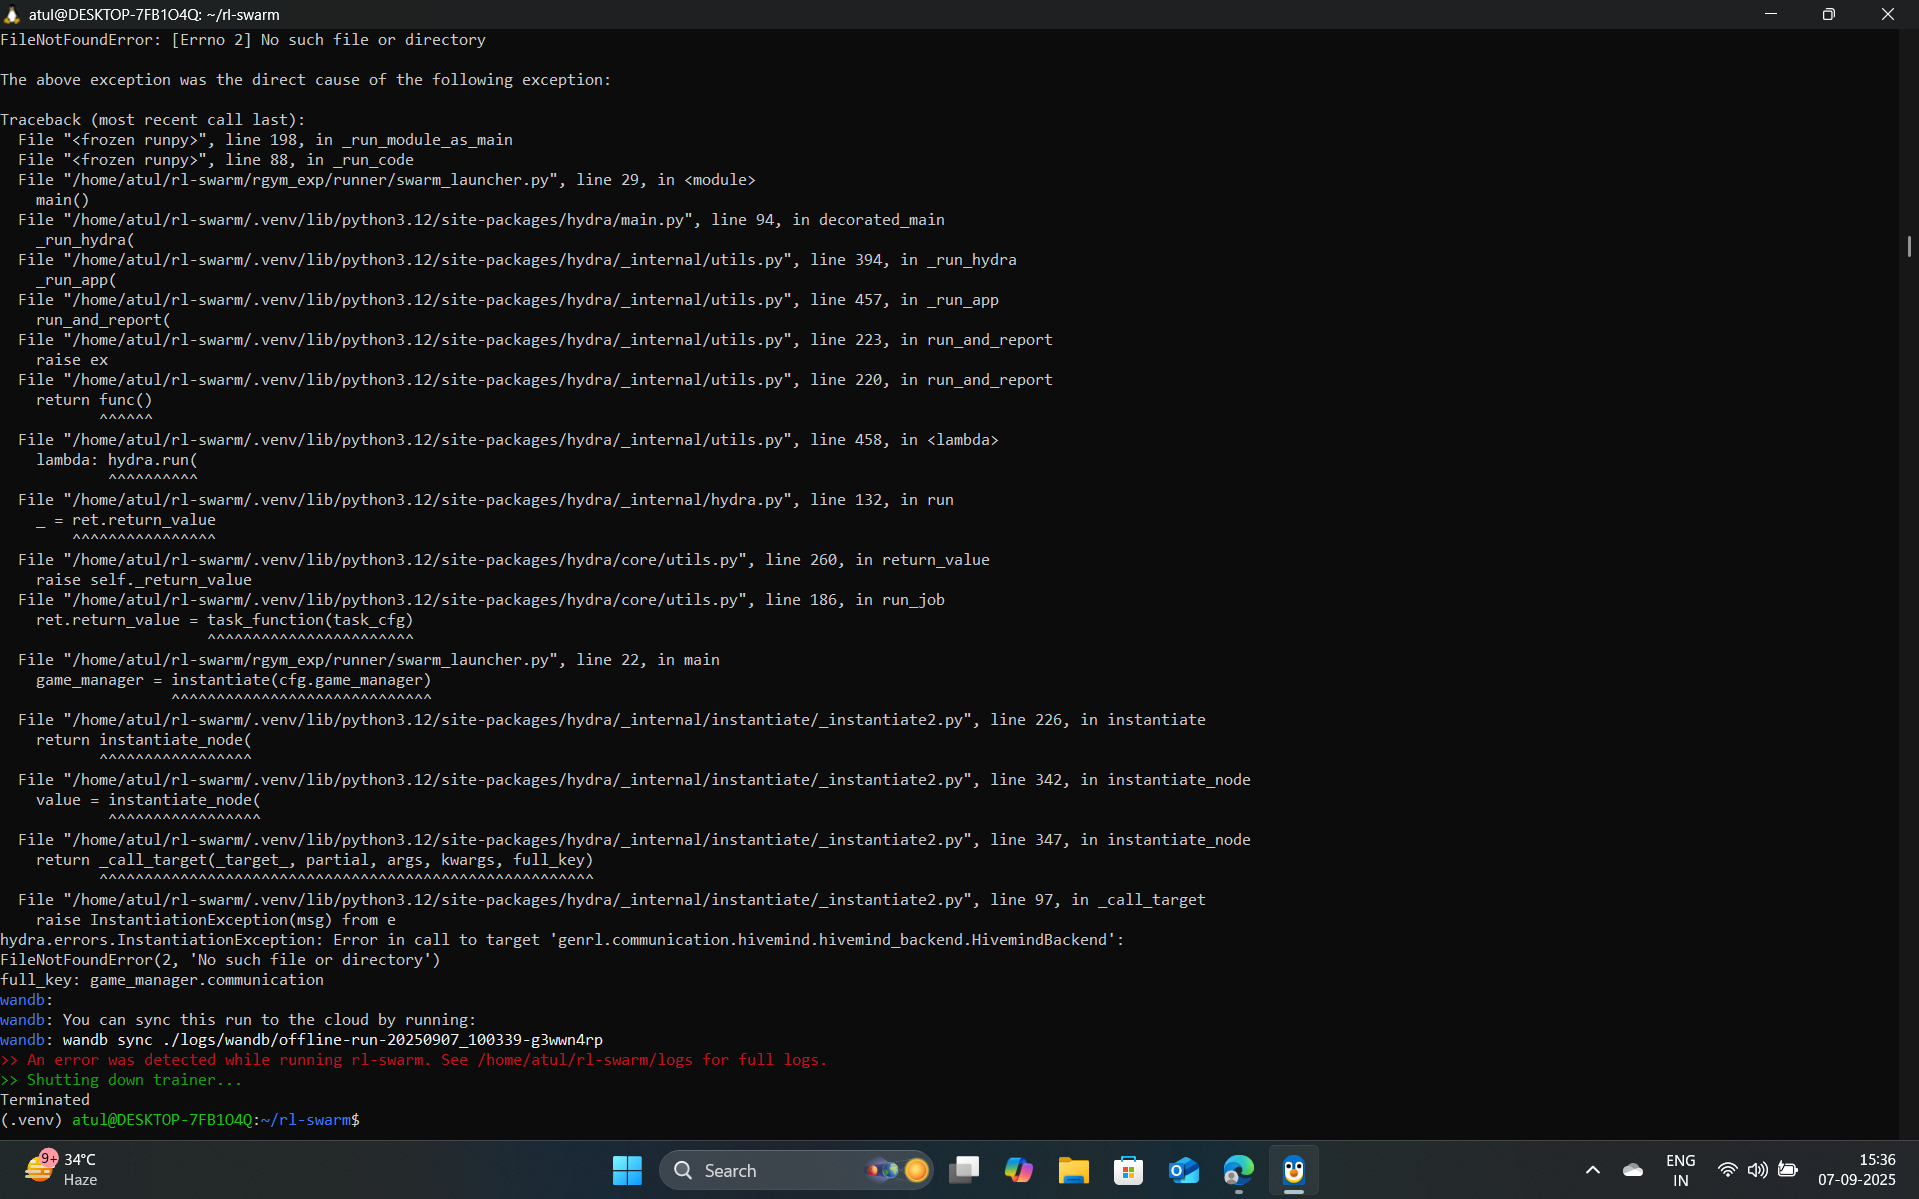 atul@DESKTOP-7FB1O4Q: ~/rl-swarm
FileNotFoundError: [Errno 2] No such file or directory
The above exception was the direct cause of the following exception:
Traceback (most recent call last):
  File "<frozen runpy>", line 198, in _run_module_as_main
  File "<frozen runpy>", line 88, in _run_code
  File "/home/atul/rl-swarm/rgym_exp/runner/swarm_launcher.py", line 29, in <module>
    main()
  File "/home/atul/rl-swarm/.venv/lib/python3.12/site-packages/hydra/main.py", line 94, in decorated_main
    _run_hydra(
  File "/home/atul/rl-swarm/.venv/lib/python3.12/site-packages/hydra/_internal/utils.py", line 394, in _run_hydra
    _run_app(
  File "/home/atul/rl-swarm/.venv/lib/python3.12/site-packages/hydra/_internal/utils.py", line 457, in _run_app
    run_and_report(
  File "/home/atul/rl-swarm/.venv/lib/python3.12/site-packages/hydra/_internal/utils.py", line 223, in run_and_report
    raise ex
  File "/home/atul/rl-swarm/.venv/lib/python3.12/site-packages/hydra/_internal/utils.py", line 220, in run_and_report
    return func()
           ^^^^^^
  File "/home/atul/rl-swarm/.venv/lib/python3.12/site-packages/hydra/_internal/utils.py", line 458, in <lambda>
    lambda: hydra.run(
            ^^^^^^^^^^
  File "/home/atul/rl-swarm/.venv/lib/python3.12/site-packages/hydra/_internal/hydra.py", line 132, in run
    _ = ret.return_value
        ^^^^^^^^^^^^^^^^
  File "/home/atul/rl-swarm/.venv/lib/python3.12/site-packages/hydra/core/utils.py", line 260, in return_value
    raise self._return_value
  File "/home/atul/rl-swarm/.venv/lib/python3.12/site-packages/hydra/core/utils.py", line 186, in run_job
    ret.return_value = task_function(task_cfg)
                       ^^^^^^^^^^^^^^^^^^^^^^^
  File "/home/atul/rl-swarm/rgym_exp/runner/swarm_launcher.py", line 22, in main
    game_manager = instantiate(cfg.game_manager)
                   ^^^^^^^^^^^^^^^^^^^^^^^^^^^^^
  File "/home/atul/rl-swarm/.venv/lib/python3.12/site-packages/hydra/_internal/instantiate/_instantiate2.py", line 226, in instantiate
    return instantiate_node(
           ^^^^^^^^^^^^^^^^^
  File "/home/atul/rl-swarm/.venv/lib/python3.12/site-packages/hydra/_internal/instantiate/_instantiate2.py", line 342, in instantiate_node
    value = instantiate_node(
            ^^^^^^^^^^^^^^^^^
  File "/home/atul/rl-swarm/.venv/lib/python3.12/site-packages/hydra/_internal/instantiate/_instantiate2.py", line 347, in instantiate_node
    return _call_target(_target_, partial, args, kwargs, full_key)
           ^^^^^^^^^^^^^^^^^^^^^^^^^^^^^^^^^^^^^^^^^^^^^^^^^^^^^^^
  File "/home/atul/rl-swarm/.venv/lib/python3.12/site-packages/hydra/_internal/instantiate/_instantiate2.py", line 97, in _call_target
    raise InstantiationException(msg) from e
hydra.errors.InstantiationException: Error in call to target 'genrl.communication.hivemind.hivemind_backend.HivemindBackend':
FileNotFoundError(2, 'No such file or directory')
full_key: game_manager.communication
wandb:
wandb: You can sync this run to the cloud by running:
wandb: wandb sync ./logs/wandb/offline-run-20250907_100339-g3wwn4rp
>> An error was detected while running rl-swarm. See /home/atul/rl-swarm/logs for full logs.
>> Shutting down trainer...
Terminated
(.venv) atul@DESKTOP-7FB1O4Q:~/rl-swarm$
9+
34°C
Haze
Search
ENG
IN
15:36
07-09-2025